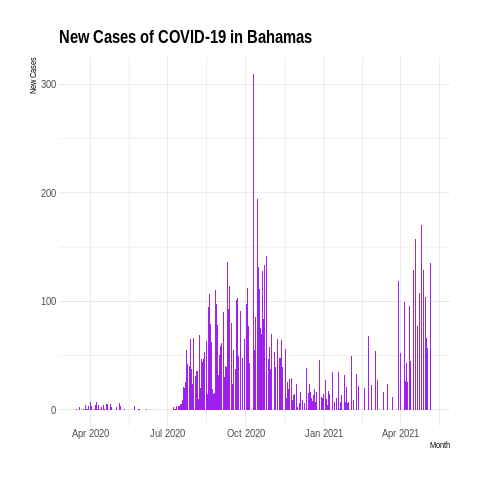 New Cases of COVID-19 in Bahamas
New Cases
300
200
100
0
Apr 2020 Jul 2020 Oct 2020 Jan 2021 Apr 2021
Month